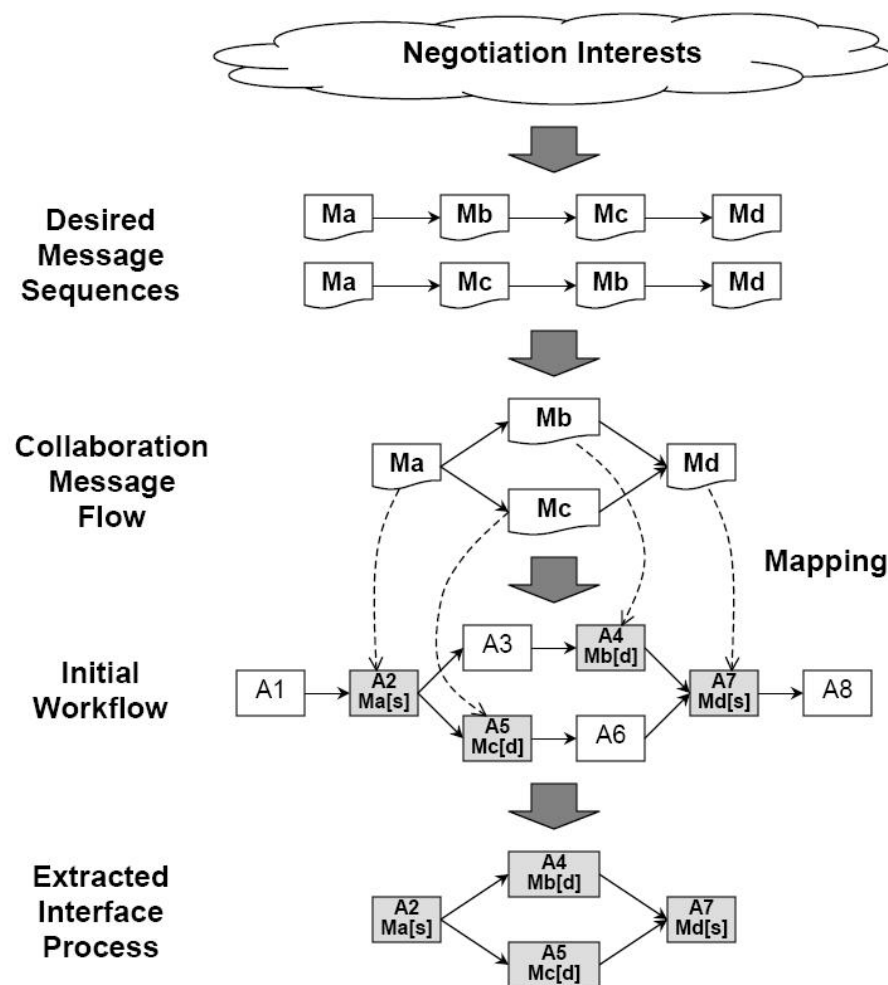 Negotiation Interests
Desired
Message
Sequences
Ma
Mb
Mc
Md
Ma
Mc
Mb
Md
Collaboration
Message
Flow
Ma
Mb
Mc
Md
Mapping
Initial
Workflow
A1
A2
Ma[s]
A3
A4
Mb[d]
A5
Mc[d]
A6
A7
Md[s]
A8
Extracted
Interface
Process
A2
Ma[s]
A4
Mb[d]
A5
Mc[d]
A7
Md[s]